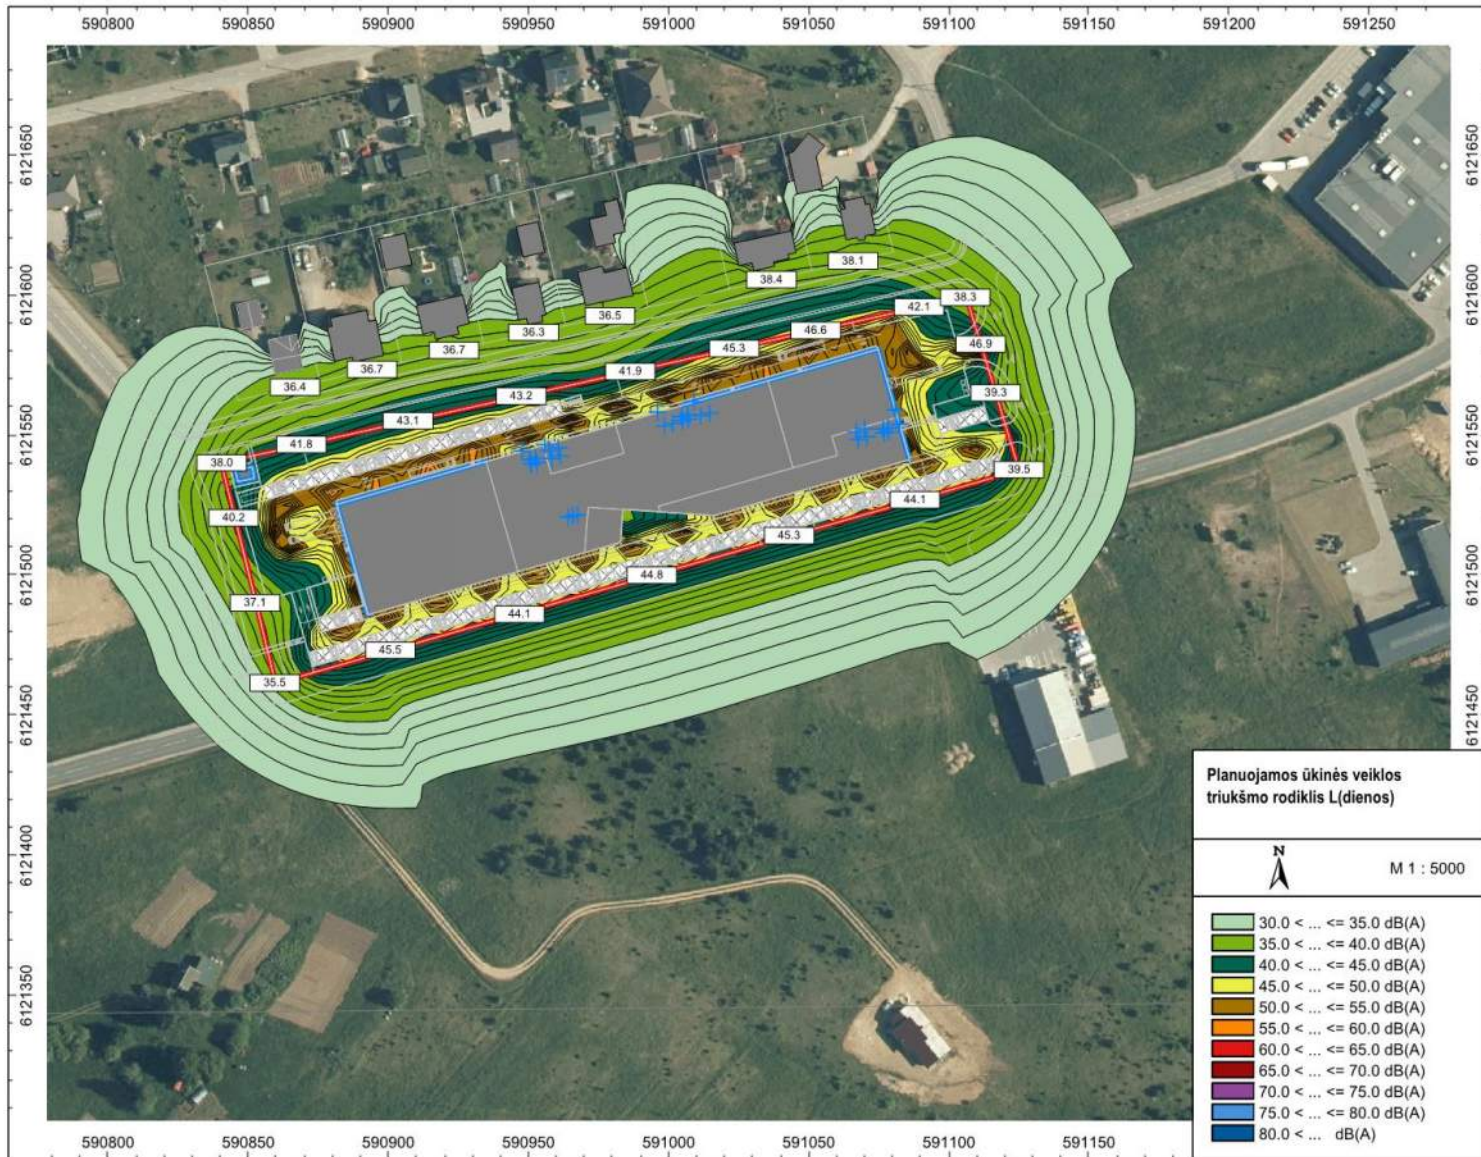 590800 590850 590900 590950 591000 591050 591100 591150 591200 591250
6121650
6121600
6121550
6121500
6121450
6121400
6121350
6121650
6121600
6121550
6121500
6121450
38.1
38.4
38.3
36.5
42.1
36.3
46.6
36.7
46.9
45.3
36.7
41.9
36.4
39.3
43.2
43.1
41.8
38.0
39.5
44.1
40.2
45.3
44.8
37.1
44.1
45.5
35.5
Planuojamos ūkinės veiklos
triukšmo rodiklis L(dienos)
N
M 1 : 5000
30.0 < ... <= 35.0 dB(A)
35.0 < ... <= 40.0 dB(A)
40.0 < ... <= 45.0 dB(A)
45.0 < ... <= 50.0 dB(A)
50.0 < ... <= 55.0 dB(A)
55.0 < ... <= 60.0 dB(A)
60.0 < ... <= 65.0 dB(A)
65.0 < ... <= 70.0 dB(A)
70.0 < ... <= 75.0 dB(A)
75.0 < ... <= 80.0 dB(A)
80.0 < ... dB(A)
590800 590850 590900 590950 591000 591050 591100 591150